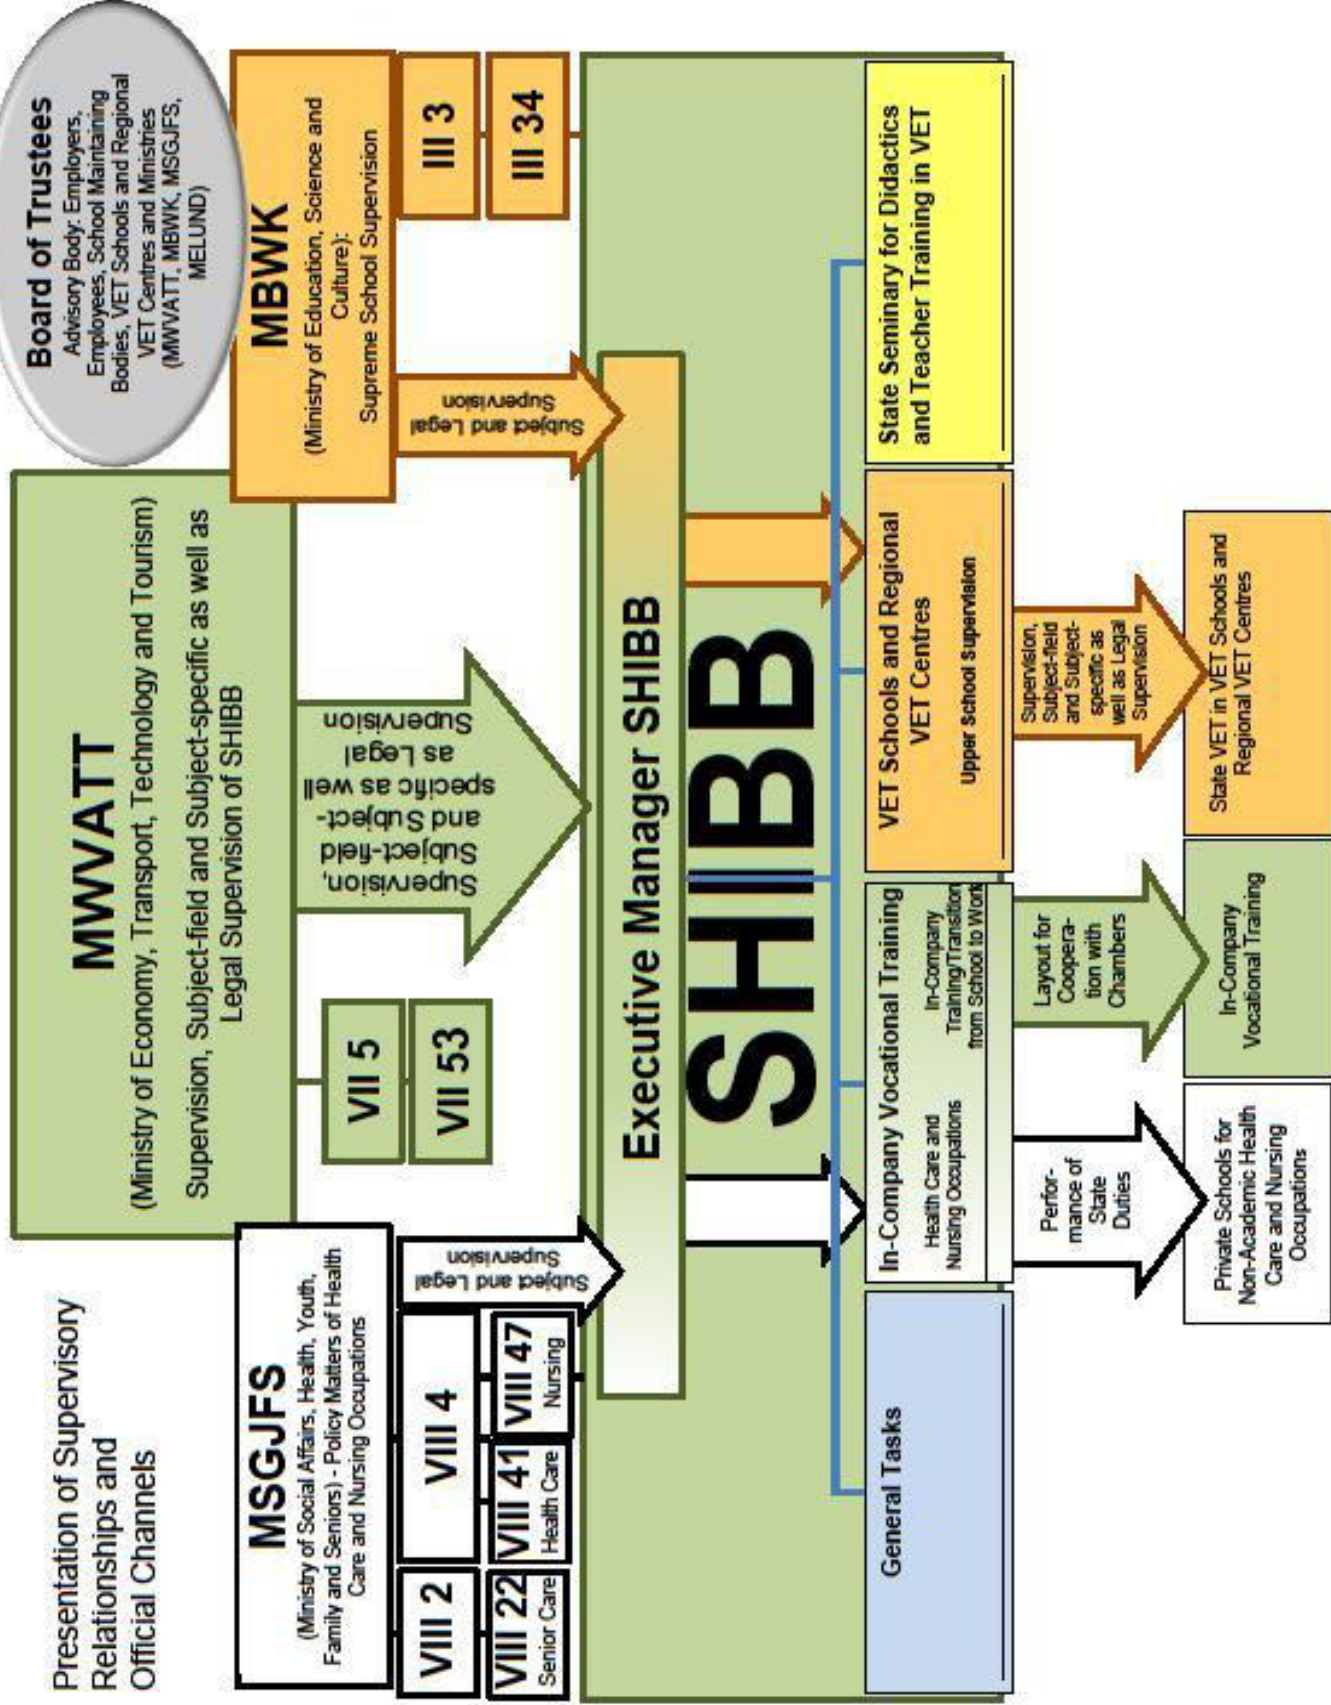 Presentation of Supervisory
Relationships and
Official Channels
Board of Trustees
Advisory Body: Employers,
Employees, School Maintaining
Bodies, VET Schools and Regional
VET Centres and Ministries
(MWVATT, MBWK, MSGJFS,
MELUND)
MWVATT
(Ministry of Economy, Transport, Technology and Tourism)
Supervision, Subject-field and Subject-specific as well as
Legal Supervision of SHIBB
MSGJFS
(Ministry of Social Affairs, Health, Youth,
Family and Seniors) - Policy Matters of Health
Care and Nursing Occupations
MBWK
(Ministry of Education, Science and
Culture):
Supreme School Supervision
VIII 2
VIII 4
VIII 22
Senior Care
VIII 41
Health Care
VIII 47
Nursing
Subject and Legal
Supervision
VII 5
VII 53
Supervision,
Subject-field
and Subject-
specific as well
as Legal
Supervision
Subject and Legal
Supervision
III 3
III 34
Executive Manager SHIBB
SHIBB
General Tasks
In-Company Vocational Training
Health Care and
Nursing Occupations
In-Company
Training/Transition
from School to Work
VET Schools and Regional
VET Centres
Upper School Supervision
State Seminary for Didactics
and Teacher Training in VET
Perfor-
mance of
State
Duties
Layout for
Coopera-
tion with
Chambers
Supervision,
Subject-field
and Subject-
specific as
well as Legal
Supervision
Private Schools for
Non-Academic Health
Care and Nursing
Occupations
In-Company
Vocational Training
State VET in VET Schools and
Regional VET Centres